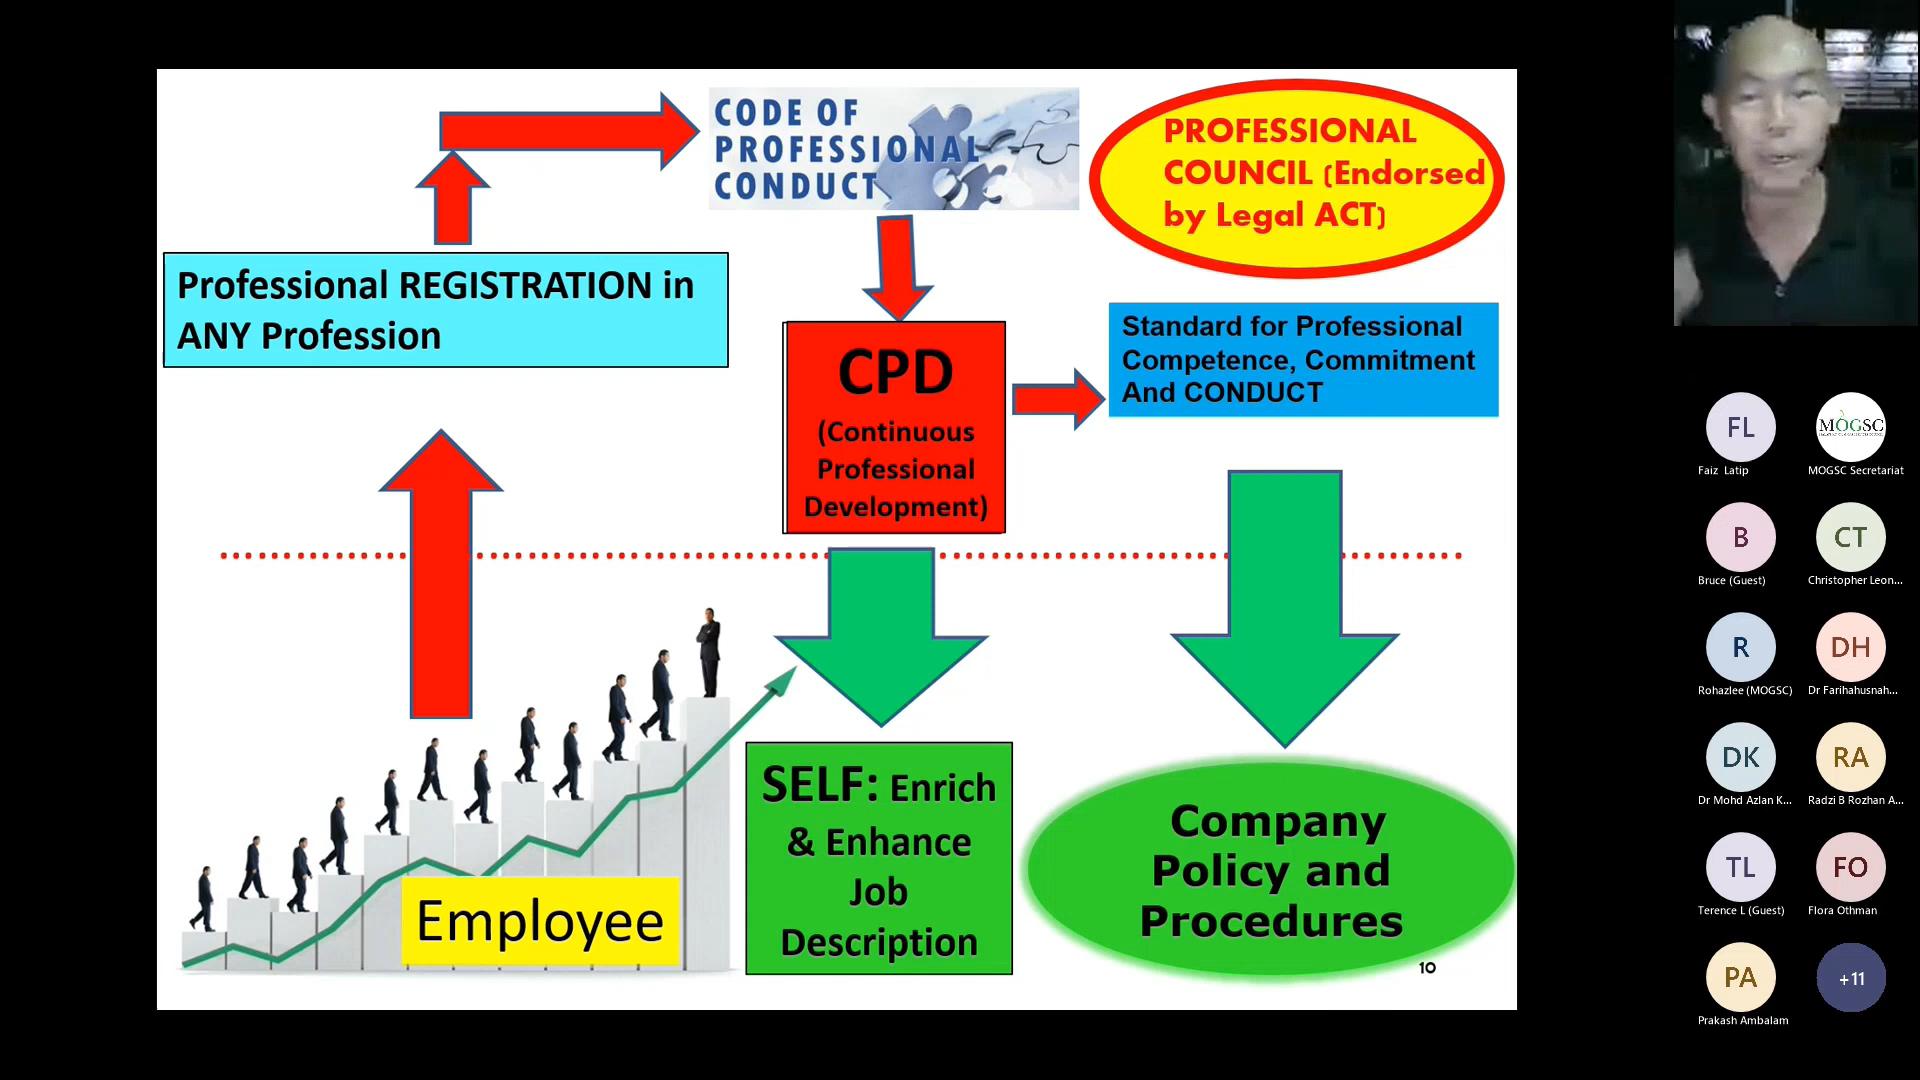 CODE OF
PROFESSIONAL
CONDUCT
PROFESSIONAL
COUNCIL (Endorsed
by Legal ACT)
Professional REGISTRATION in
ANY Profession
CPD
(Continuous
Professional
Development)
Standard for Professional
Competence, Commitment
And CONDUCT
Employee
SELF: Enrich
& Enhance
Job
Description
Company
Policy and
Procedures
10
FL
Faiz Latip
MOGSC
MOGSC Secretariat
B
Bruce (Guest)
CT
Christopher Leon...
R
Rohazlee (MOGSC)
DH
Dr Farihahusnah...
DK
Dr Mohd Azlan K...
RA
Radzi B Rozhan A...
TL
Terence L (Guest)
FO
Flora Othman
PA
Prakash Ambalam
+11